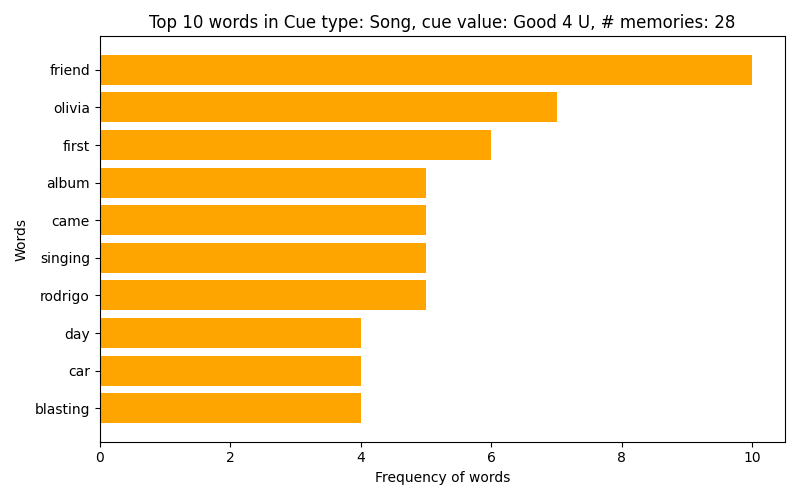 Top 10 words in Cue type: Song, cue value: Good 4 U, # memories: 28
Words
friend
olivia
first
album
came
singing
rodrigo
day
car
blasting
0 2 4 6 8 10
Frequency of words